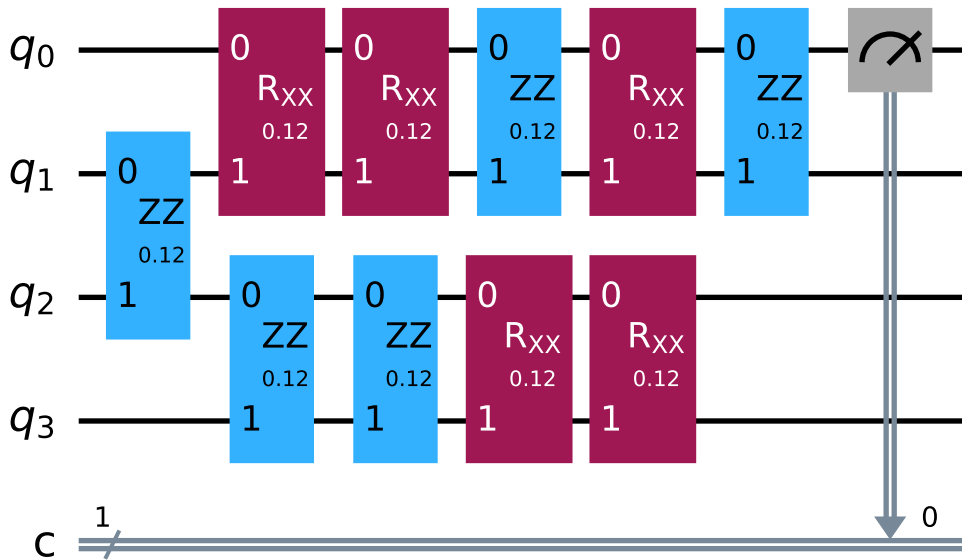 q0 0 0 0 0 0
RXX RXX ZZ RXX ZZ
0.12 0.12 0.12 0.12 0.12
q1 0 1 1 1 1 1
ZZ
0.12
q2 1 0 0 0 0
ZZ ZZ RXX RXX
0.12 0.12 0.12 0.12
q3 1 1 1 1
1 0
c